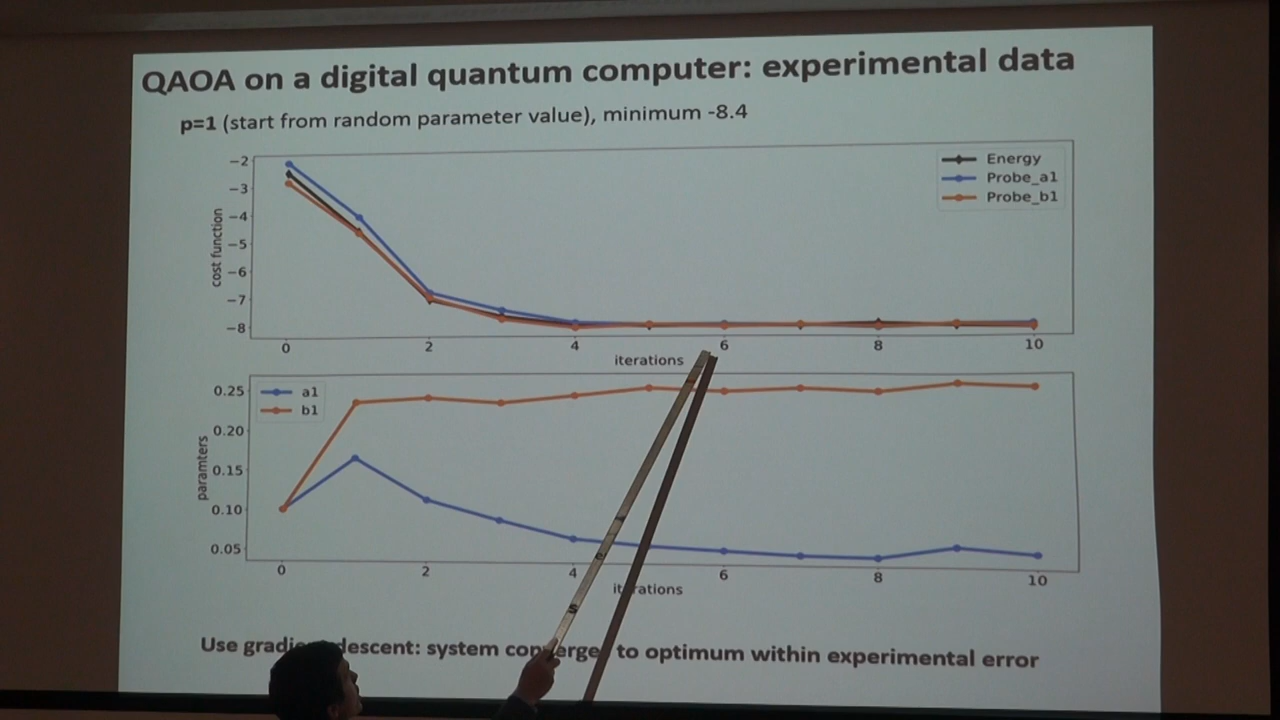 QAOA on a digital quantum computer: experimental data
p=1 (start from random parameter value), minimum -8.4
−2
−3
−4
−5
−6
−7
−8
cost function
Energy
Probe_a1
Probe_b1
0 2 4 6 8 10
iterations
0.25
0.20
0.15
0.10
0.05
paramters
a1
b1
0 2 4 6 8 10
iterations
Use descent: system to optimum within experimental error